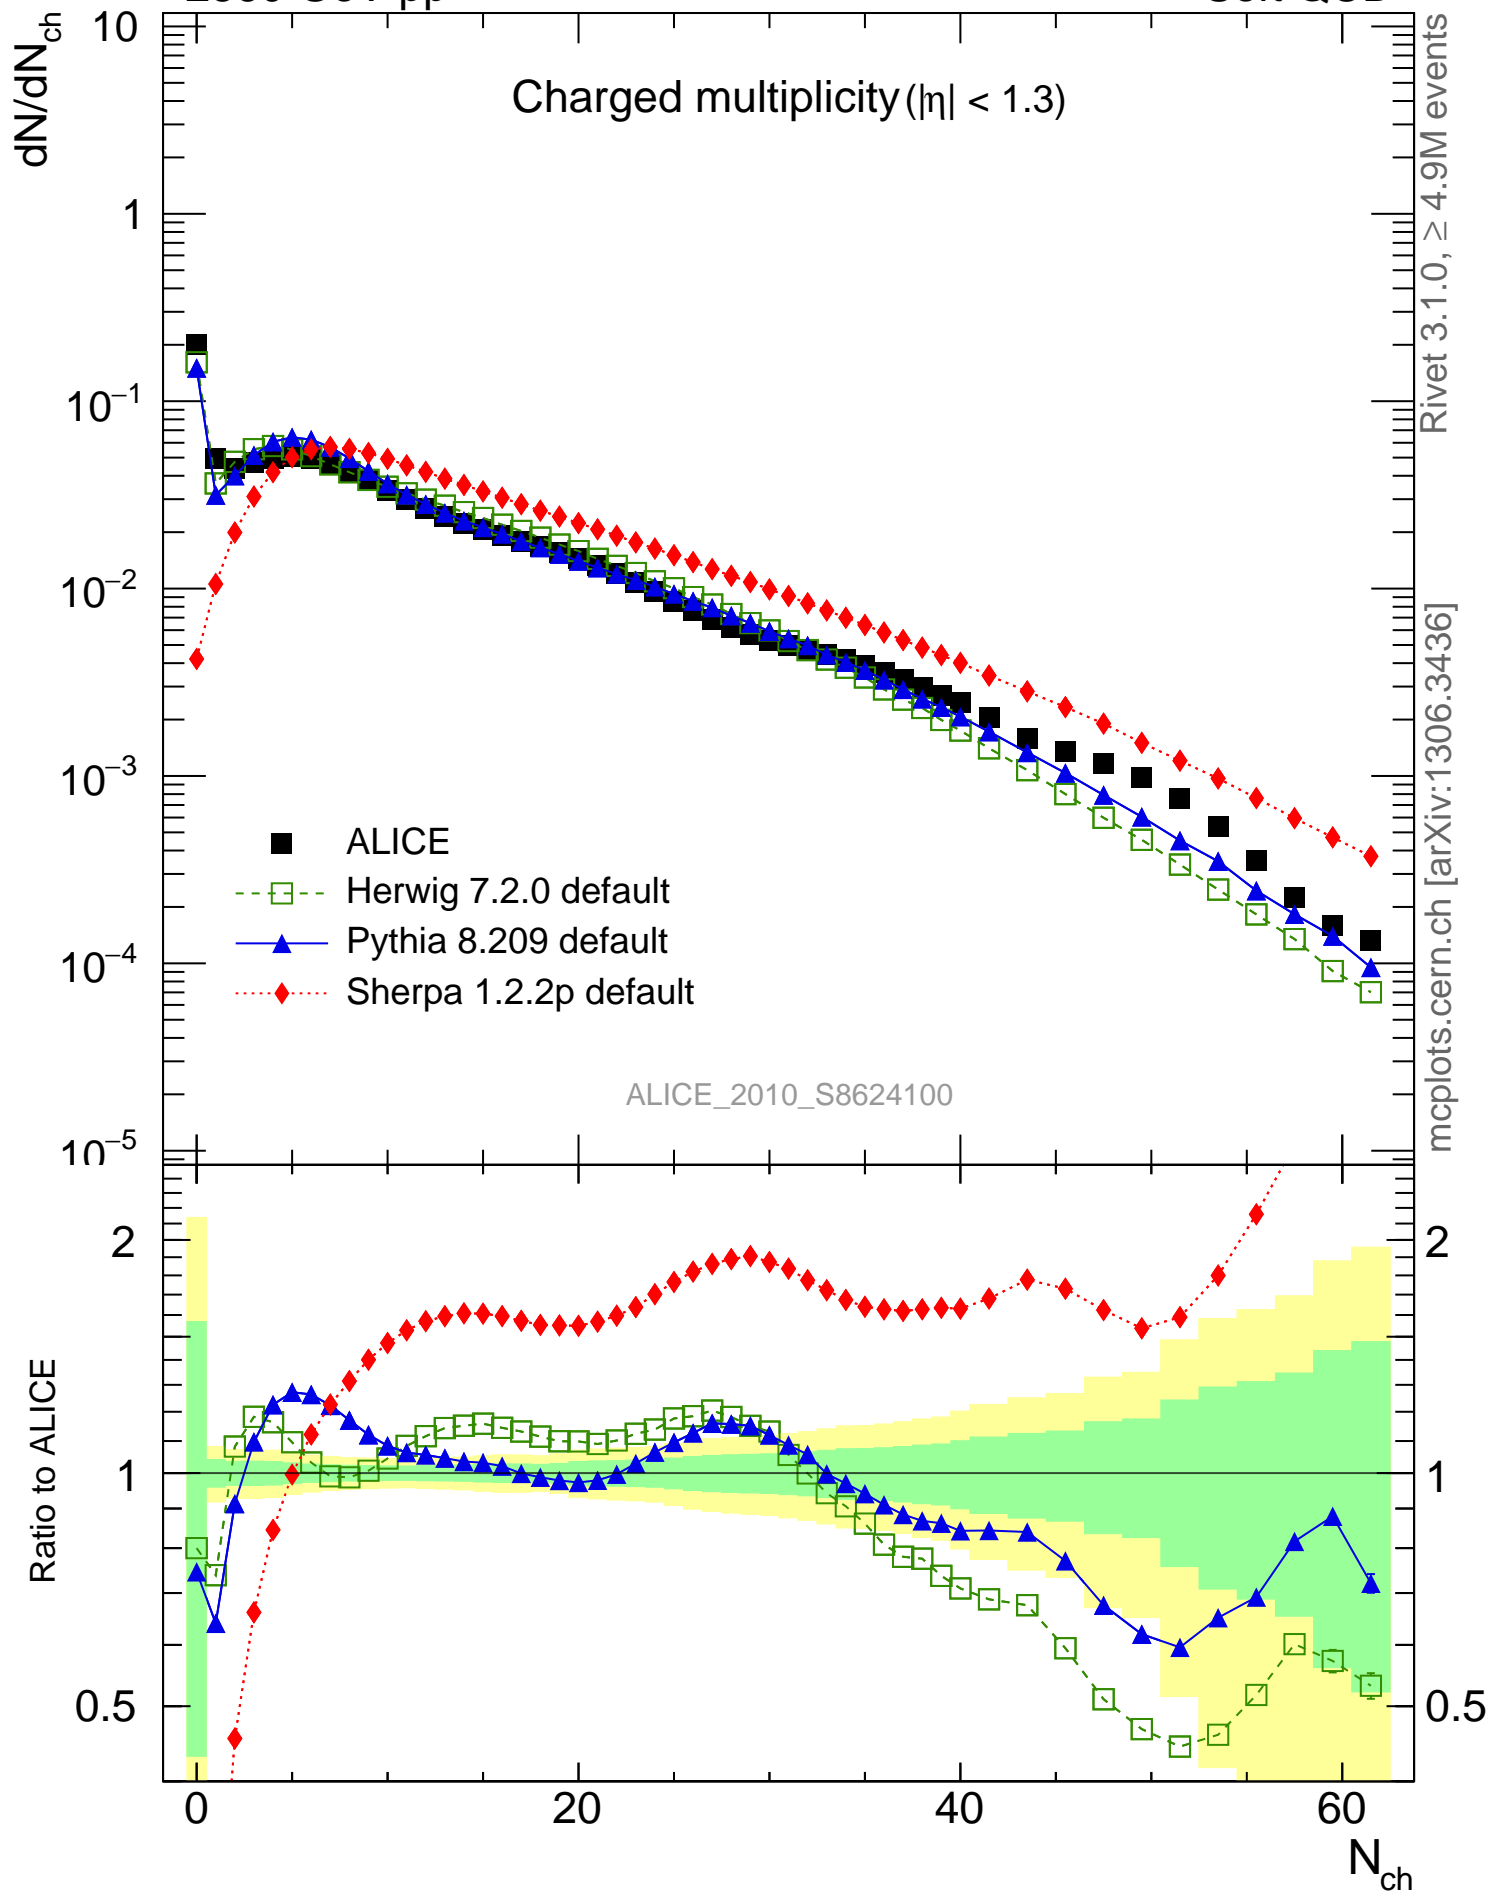 dN/dN_ch
Charged multiplicity (|η| < 1.3)
10
1
10⁻¹
10⁻²
10⁻³
10⁻⁴
10⁻⁵
ALICE
Herwig 7.2.0 default
Pythia 8.209 default
Sherpa 1.2.2p default
ALICE_2010_S8624100
Rivet 3.1.0, ≥ 4.9M events
mcplots.cern.ch [arXiv:1306.3436]
Ratio to ALICE
2
1
0.5
2
1
0.5
0 20 40 60
N_ch